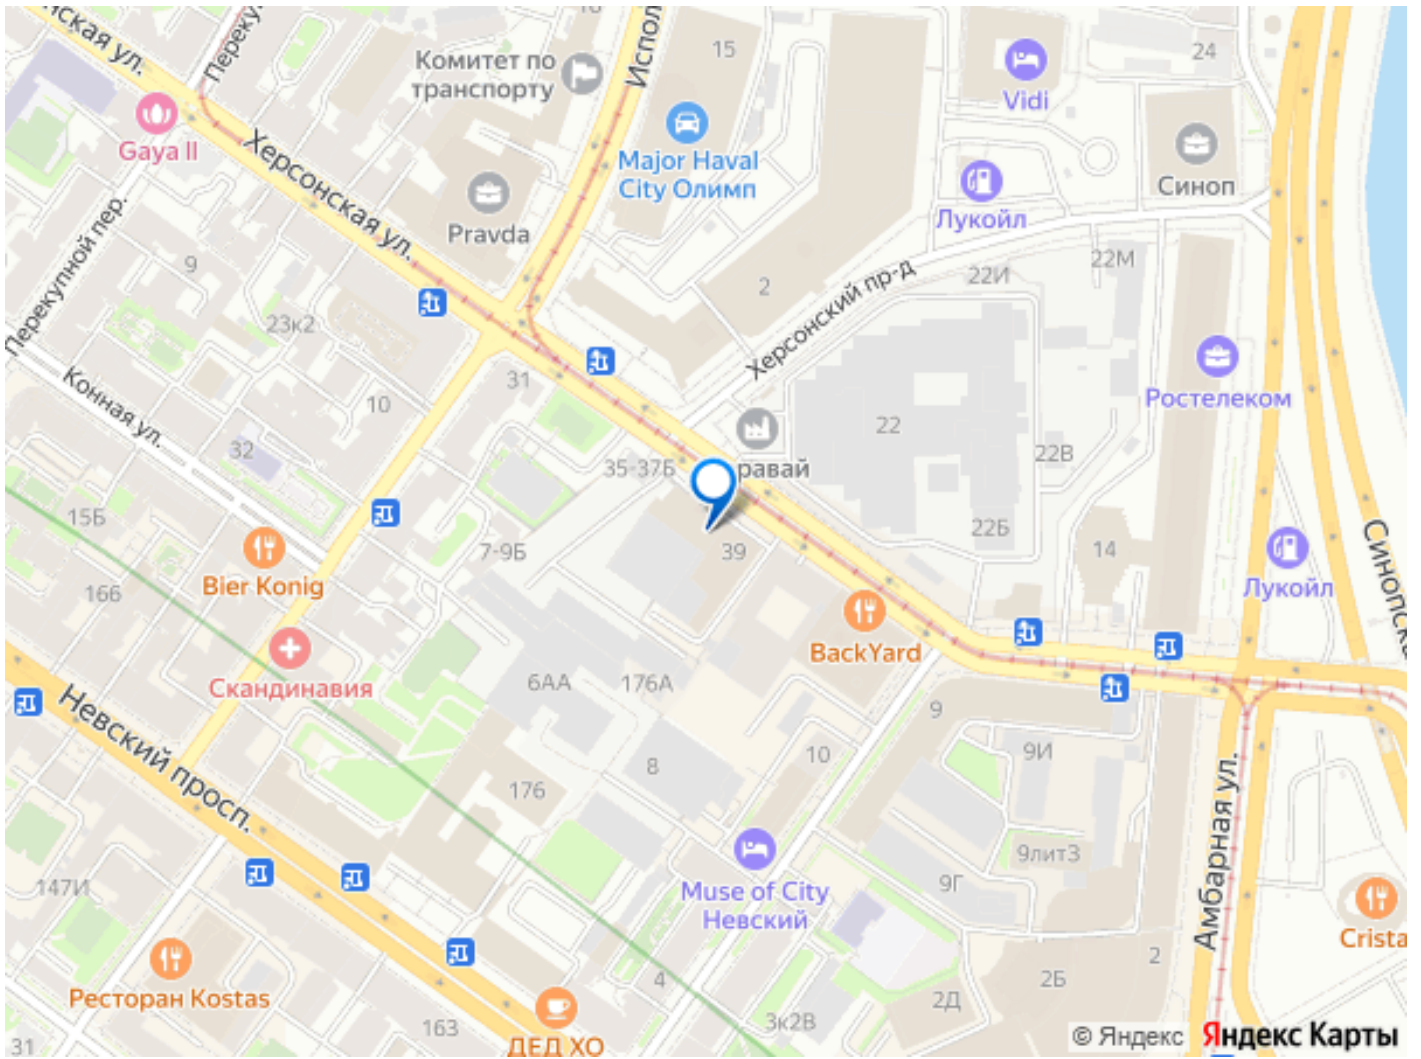 нская ул.
Переку
Испол
Комитет по
транспорту
15
16
24
Vidi
Gaya II
Херсонская ул.
Major Haval
City Олимп
Синоп
Pravda
Лукойл
Перекупной пер.
9
2
Херсонский пр-д
22И
22М
23к2
31
Конная ул.
10
32
Ростелеком
22
22В
35-37Б
равай
15Б
7-9Б
39
22Б
14
Bier Konig
166
Лукойл
Синопска
BackYard
Скандинавия
6АА
176А
9
9И
Невский просп.
8
10
176
Амбарная ул.
9лит3
147И
Muse of City
Невский
9Г
Crista
Ресторан Kostas
4
2Б
2
2Д
163
3к2В
ДЕД ХО
31
© Яндекс
Яндекс Карты